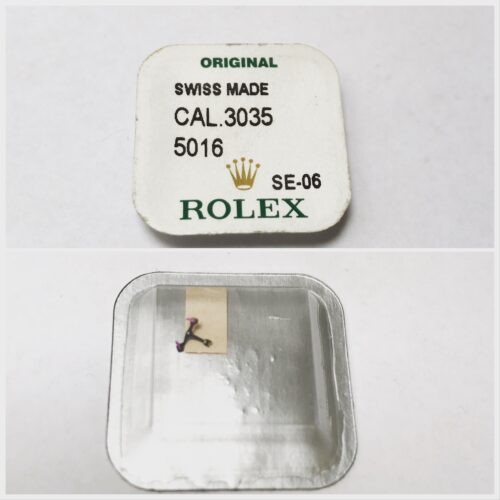 ORIGINAL
SWISS MADE
CAL.3035
5016
SE-06
ROLEX